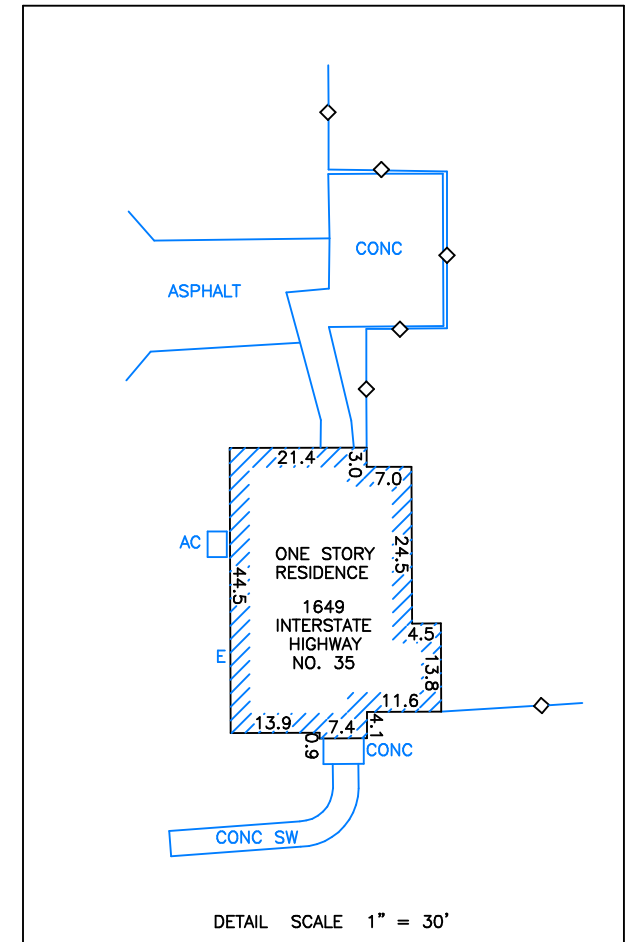 CONC
ASPHALT
21.4
3.0
7.0
AC
ONE STORY
RESIDENCE
24.5
44.5
1649
INTERSTATE
HIGHWAY
NO. 35
4.5
E
13.8
11.6
13.9
7.4
4.1
0.9
CONC
CONC SW
DETAIL SCALE 1" = 30'